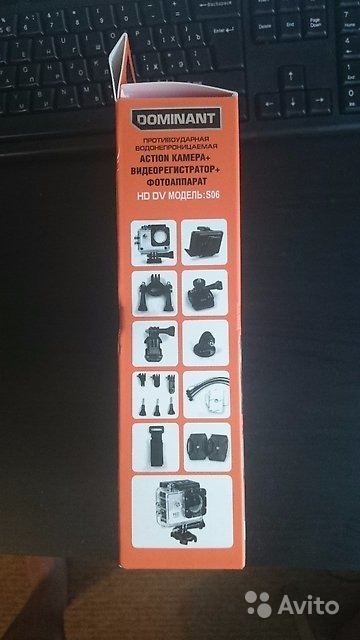 DOMINANT
ПРОТИВОУДАРНАЯ
ВОДОНЕПРОНИЦАЕМАЯ
ACTION КАМЕРА+
ВИДЕОРЕГИСТРАТОР+
ФОТОАППАРАТ
HD DV МОДЕЛЬ:S06
Avito